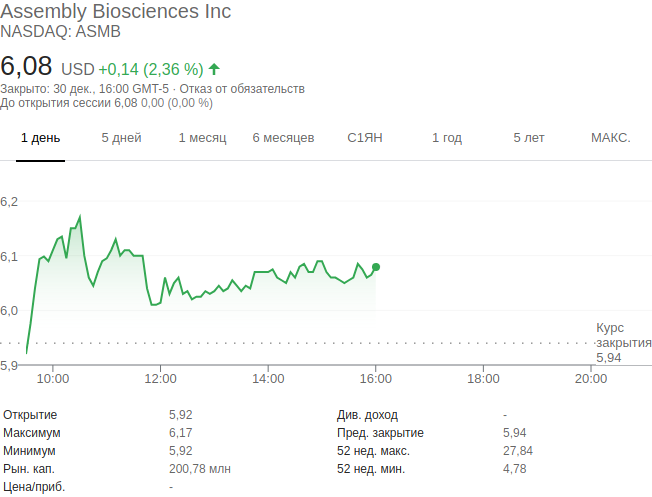 Assembly Biosciences Inc
NASDAQ: ASMB
6,08 USD +0,14 (2,36 %)
Закрыто: 30 дек., 16:00 GMT-5 · Отказ от обязательств
До открытия сессии 6,08 0,00 (0,00 %)
1 день 5 дней 1 месяц 6 месяцев С1ЯН 1 год 5 лет МАКС.
6,2
6,1
6,0
Курс
закрытия
5,94
5,9
10:00 12:00 14:00 16:00 18:00 20:00
Открытие 5,92 Див. доход -
Максимум 6,17 Пред. закрытие 5,94
Минимум 5,92 52 нед. макс. 27,84
Рын. кап. 200,78 млн 52 нед. мин. 4,78
Цена/приб. -